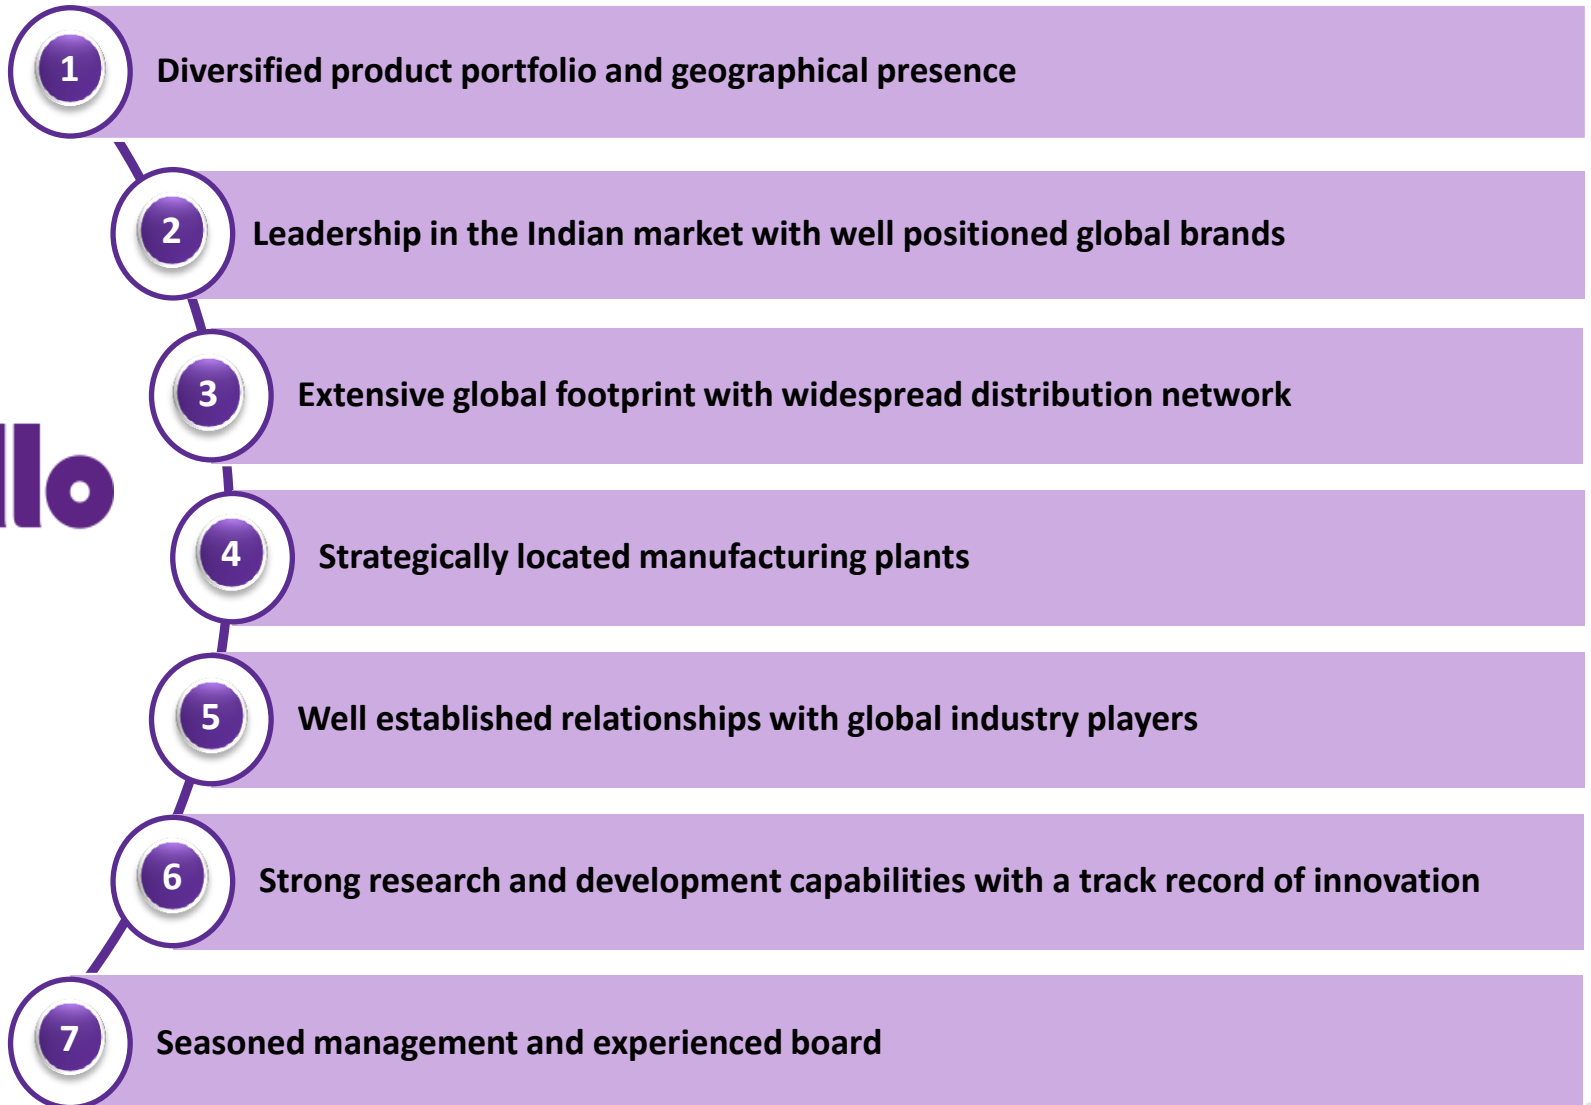 1 Diversified product portfolio and geographical presence
2 Leadership in the Indian market with well positioned global brands
3 Extensive global footprint with widespread distribution network
llo
4 Strategically located manufacturing plants
5 Well established relationships with global industry players
6 Strong research and development capabilities with a track record of innovation
7 Seasoned management and experienced board